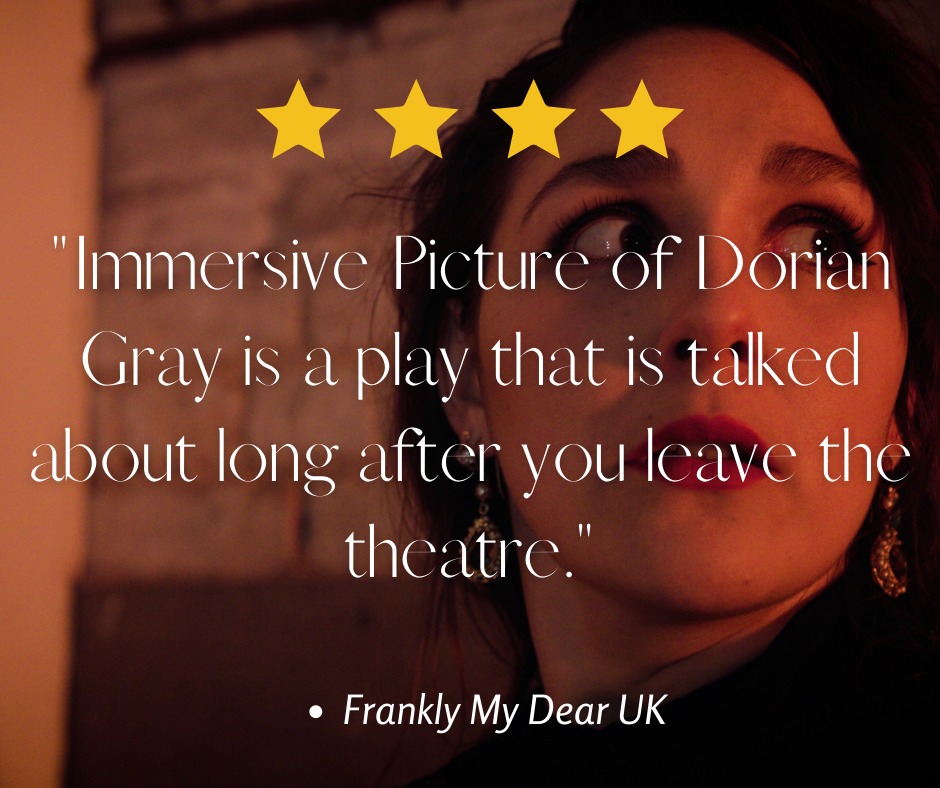 "Immersive Picture of Dorian
Gray is a play that is talked
about long after you leave the
theatre."
• Frankly My Dear UK